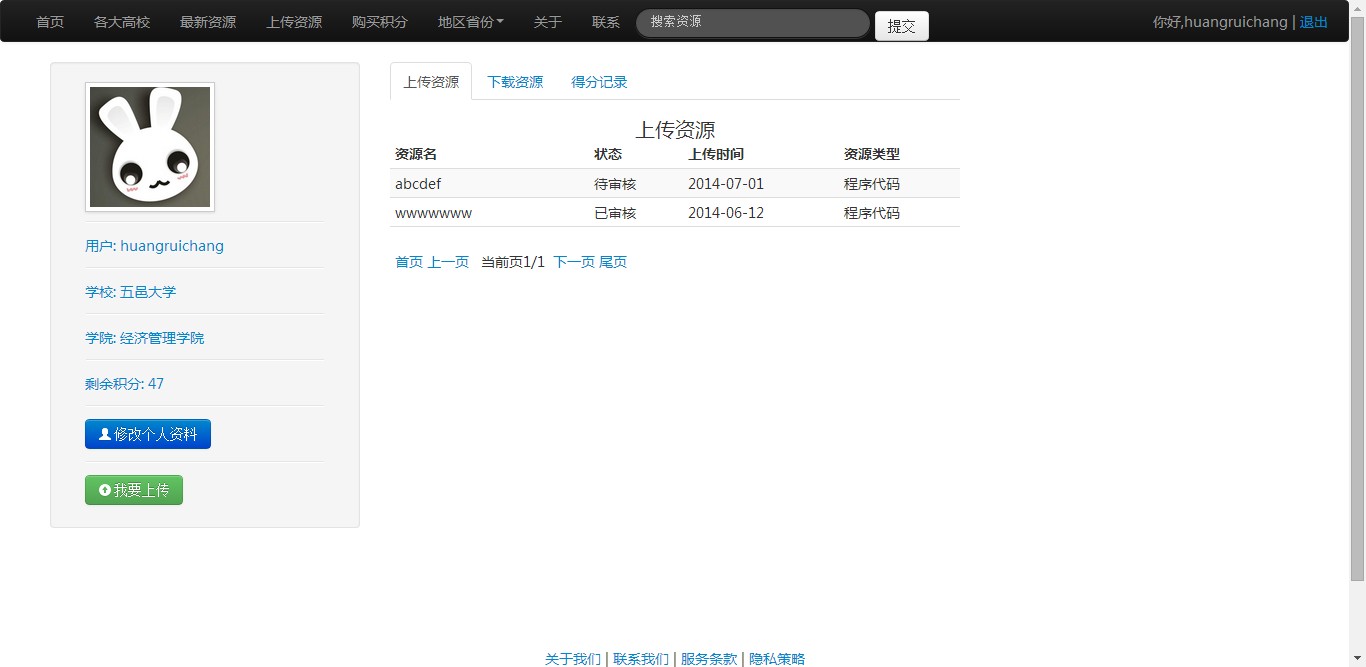 首页 各大高校 最新资源 上传资源 购买积分 地区省份 关于 联系 搜索资源 提交 你好,huangruichang | 退出
用户: huangruichang
学校: 五邑大学
学院: 经济管理学院
剩余积分: 47
修改个人资料
我要上传
上传资源 下载资源 得分记录
上传资源
资源名 状态 上传时间 资源类型
abcdef 待审核 2014-07-01 程序代码
wwwwwww 已审核 2014-06-12 程序代码
首页 上一页 当前页1/1 下一页 尾页
关于我们 | 联系我们 | 服务条款 | 隐私策略